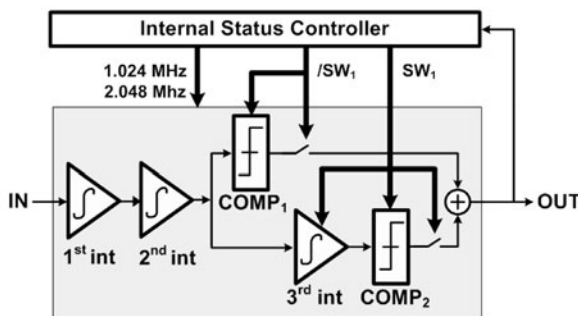 Internal Status Controller
1.024 MHz
2.048 Mhz
/SW₁
SW₁
COMP₁
IN
OUT
1ˢᵗ int
2ⁿᵈ int
3ʳᵈ int
COMP₂